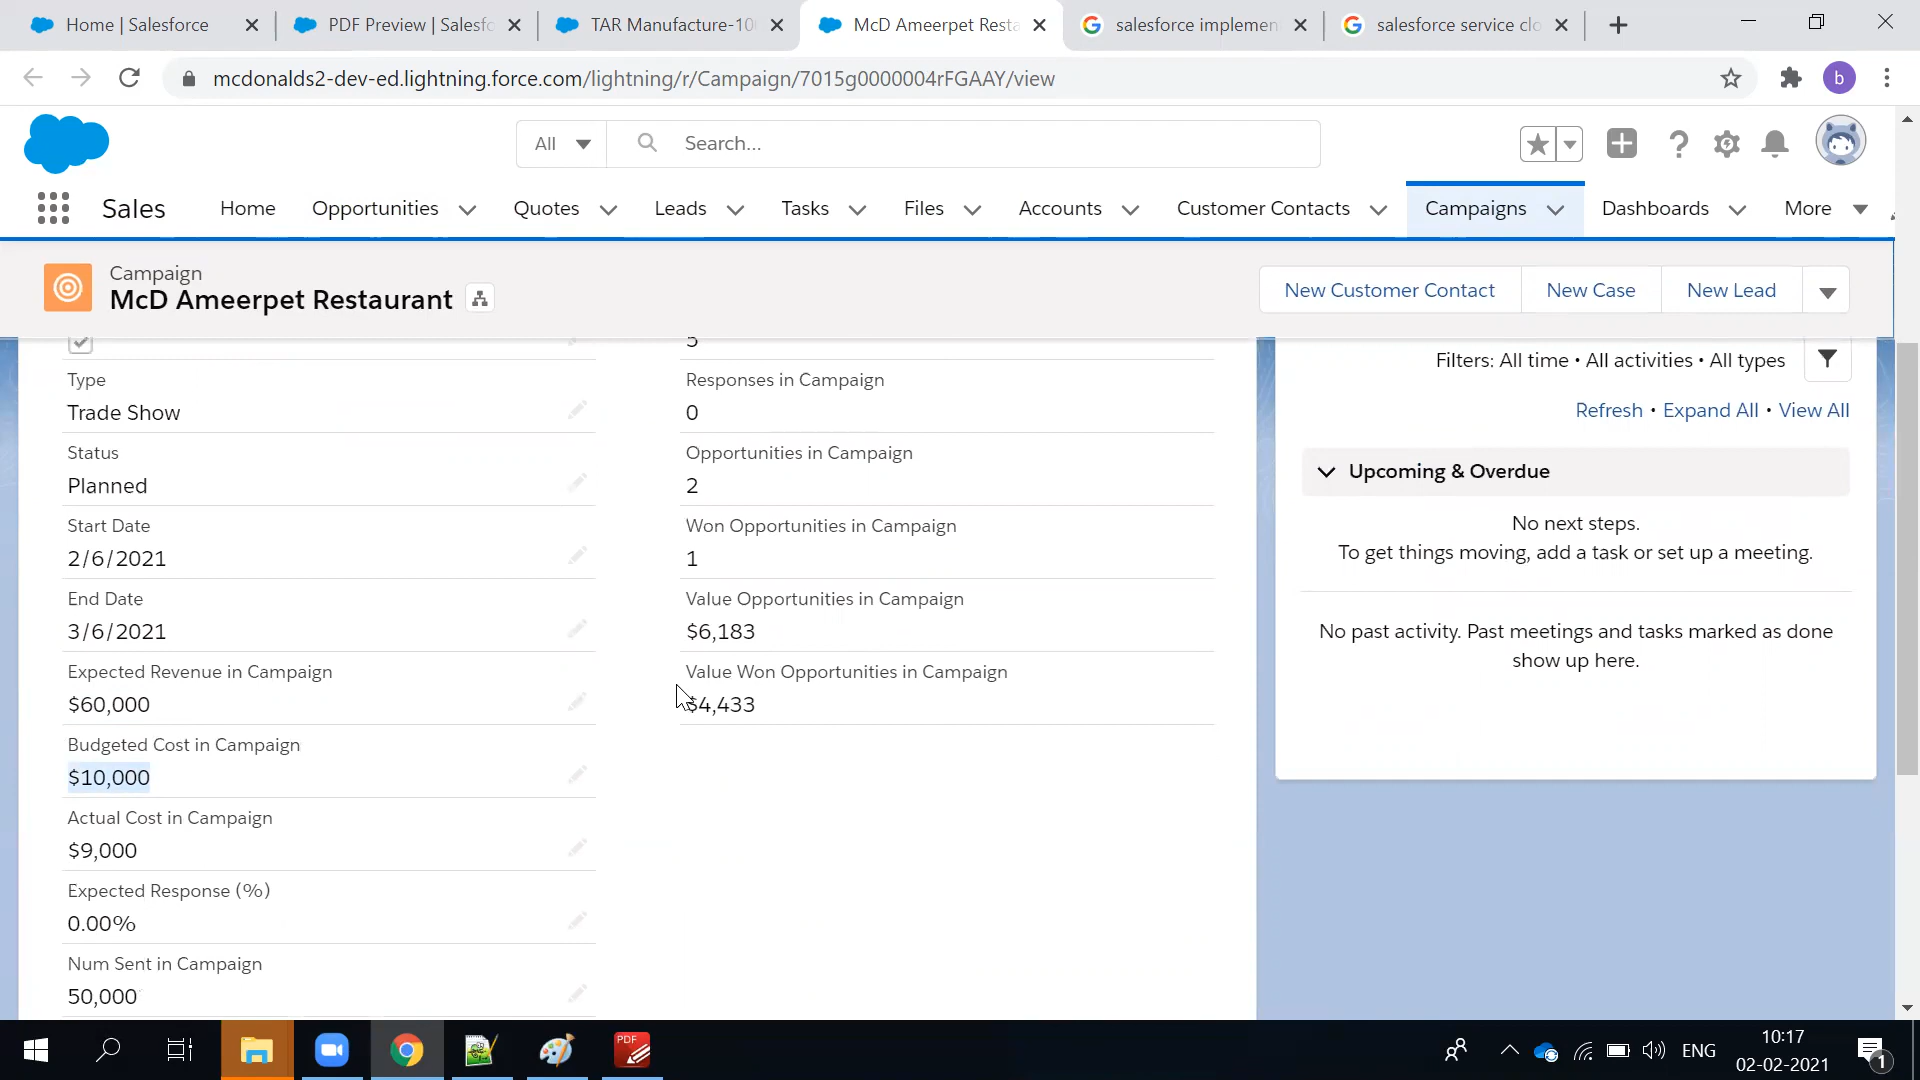 Home | Salesforce
PDF Preview | Salesfc
TAR Manufacture-10
McD Ameerpet Resta
salesforce implemen
salesforce service clo
mcdonalds2-dev-ed.lightning.force.com/lightning/r/Campaign/7015g0000004rFGAAY/view
b
All
Search...
Sales
Home
Opportunities
Quotes
Leads
Tasks
Files
Accounts
Customer Contacts
Campaigns
Dashboards
More
Campaign
McD Ameerpet Restaurant
New Customer Contact
New Case
New Lead
Type
Trade Show
Status
Planned
Start Date
2/6/2021
End Date
3/6/2021
Expected Revenue in Campaign
$60,000
Budgeted Cost in Campaign
$10,000
Actual Cost in Campaign
$9,000
Expected Response (%)
0.00%
Num Sent in Campaign
50,000
5
Responses in Campaign
0
Opportunities in Campaign
2
Won Opportunities in Campaign
1
Value Opportunities in Campaign
$6,183
Value Won Opportunities in Campaign
$4,433
Filters: All time • All activities • All types
Refresh • Expand All • View All
Upcoming & Overdue
No next steps.
To get things moving, add a task or set up a meeting.
No past activity. Past meetings and tasks marked as done
show up here.
PDF
ENG
10:17
02-02-2021
1